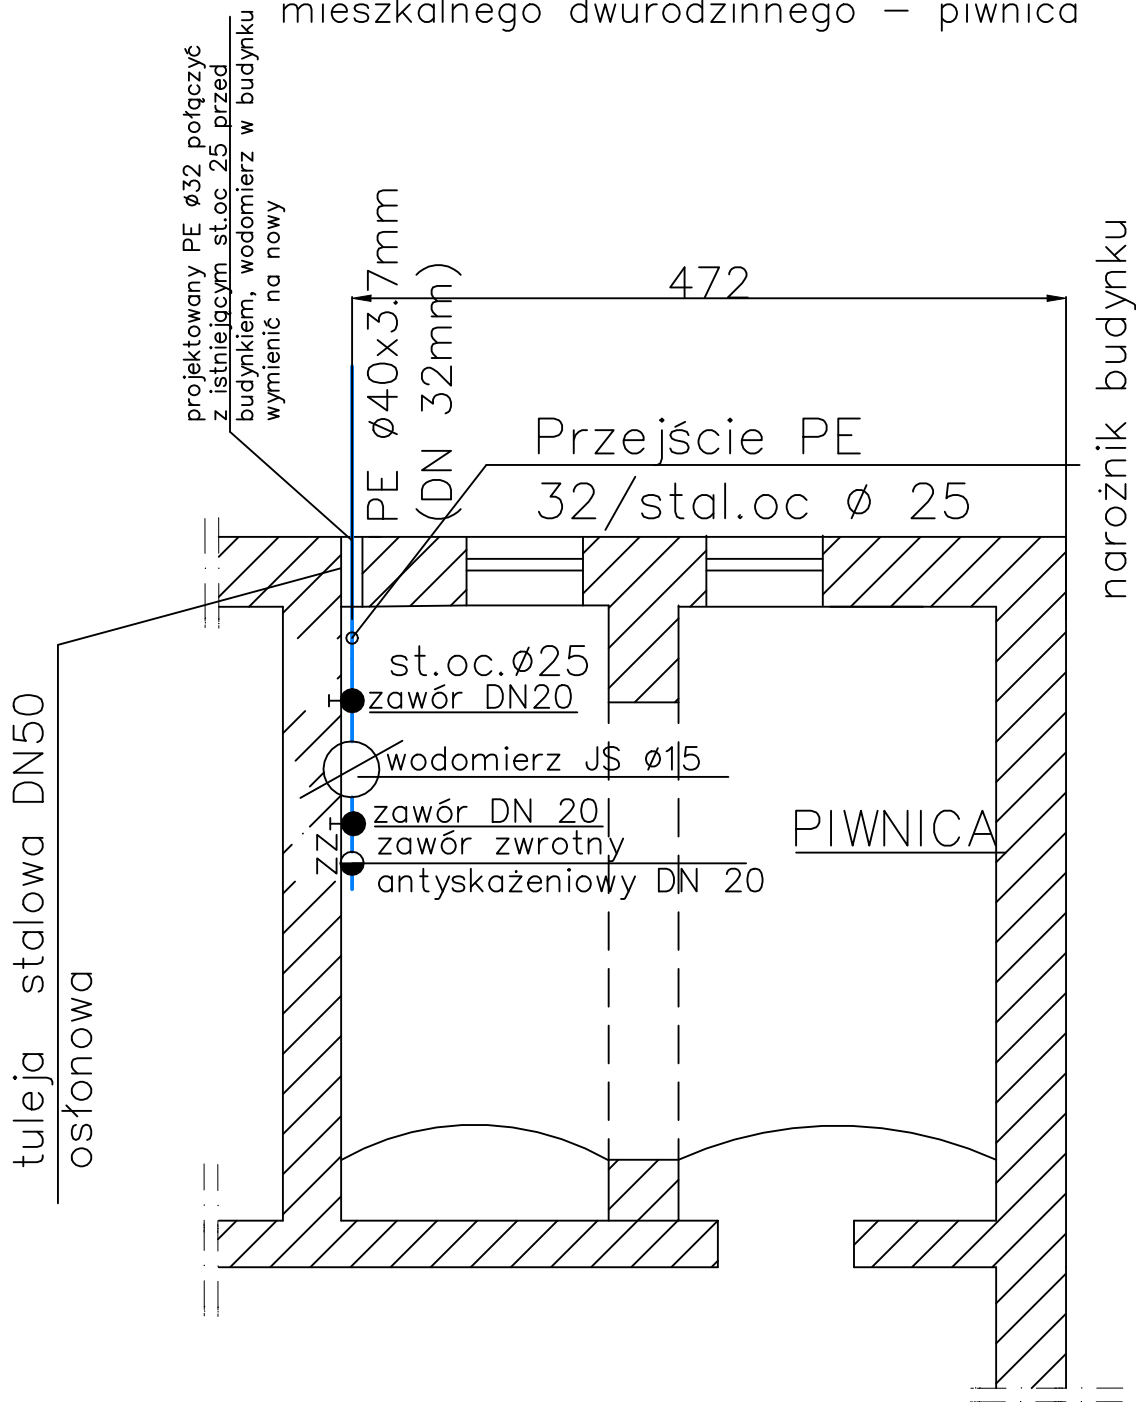 mieszkalnego dwurodzinnego – piwnica
projektowany PE ø32 połączyć
z istniejącym st.oc 25 przed
budynkiem, wodomierz w budynku
wymienić na nowy
PE ø40x3.7mm
(DN 32mm)
472
narożnik budynku
Przejście PE
32/stal.oc ø 25
st.oc.ø25
zawór DN20
wodomierz JS ø15
zawór DN 20
ZZ
zawór zwrotny
antyskażeniowy DN 20
PIWNICA
tuleja stalowa DN50
osłonowa